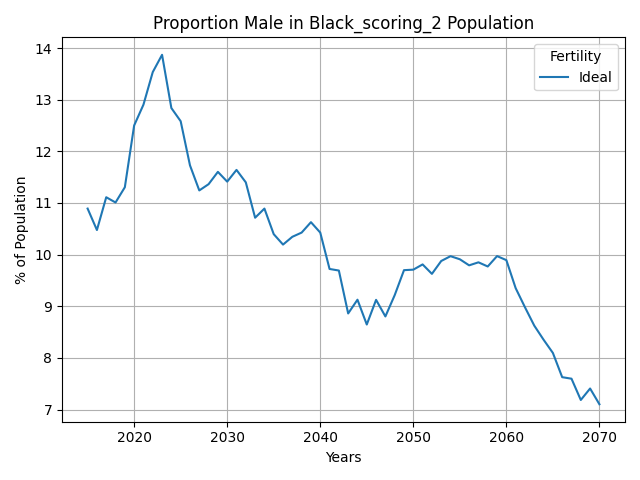 Proportion Male in Black_scoring_2 Population
Fertility
Ideal
% of Population
14
13
12
11
10
9
8
7
2020 2030 2040 2050 2060 2070
Years